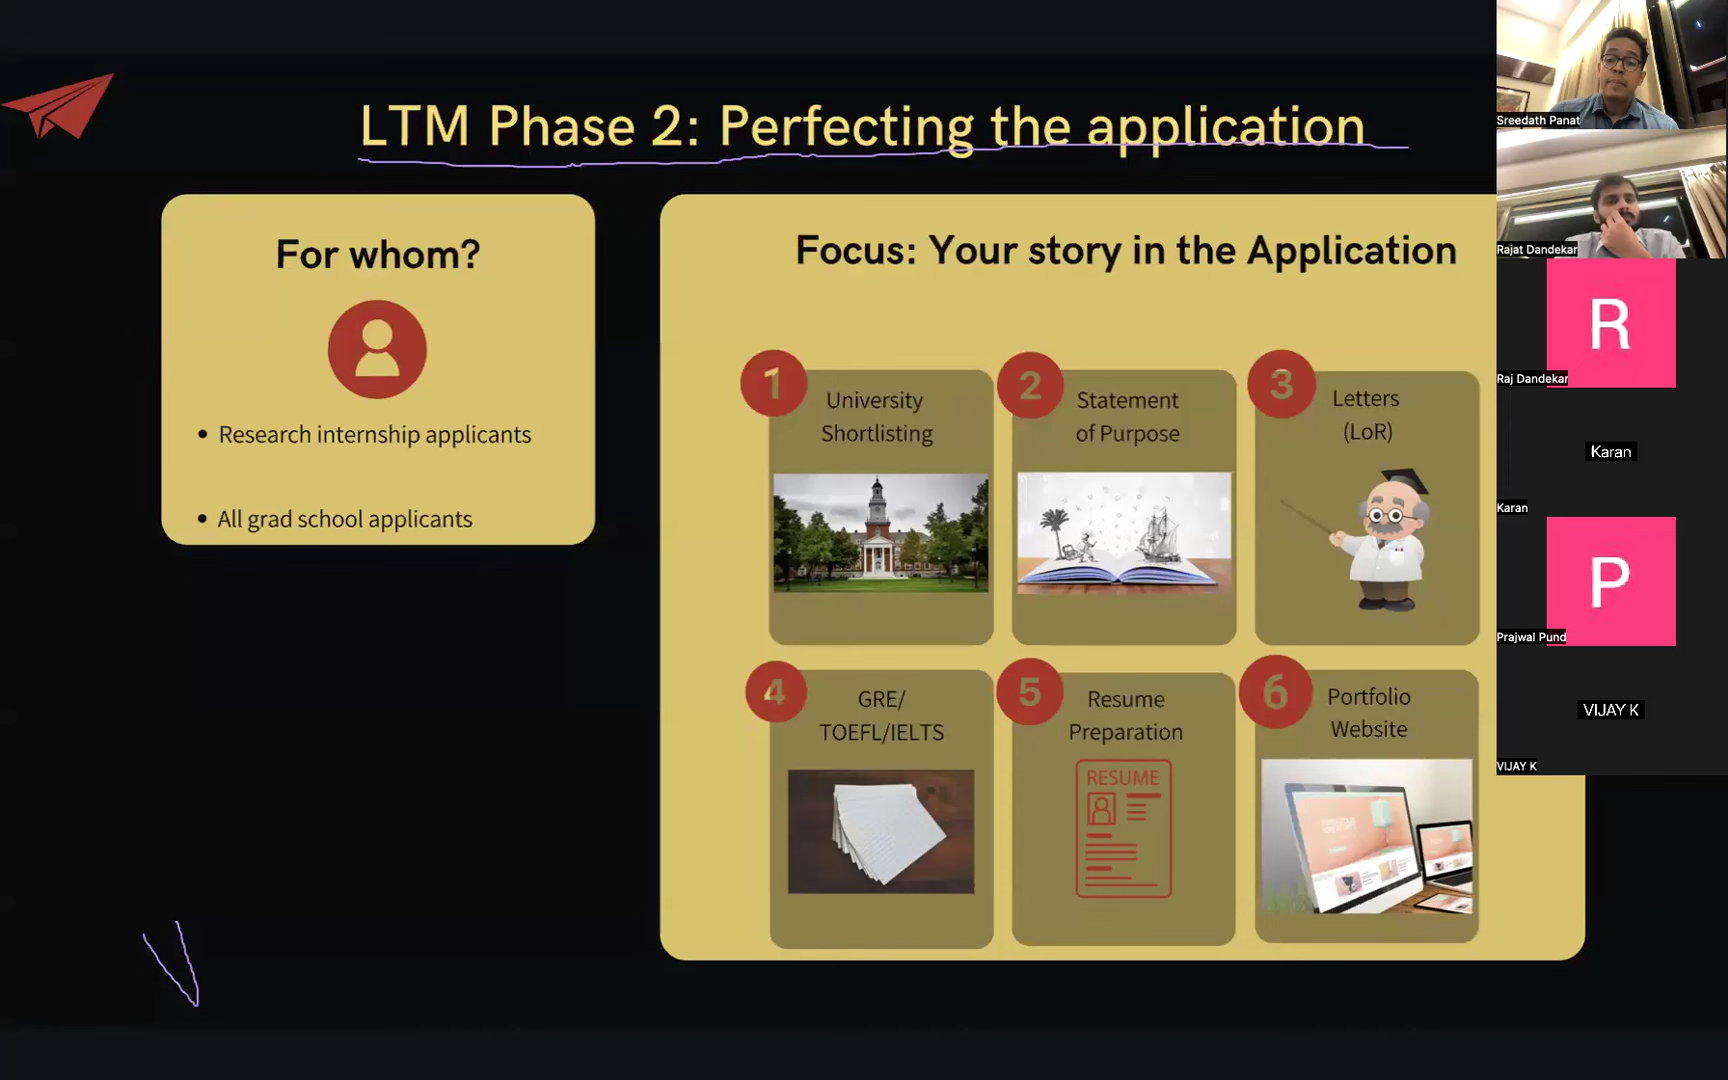 LTM Phase 2: Perfecting the application
For whom?
• Research internship applicants
• All grad school applicants
Focus: Your story in the Application
1
University
Shortlisting
2
Statement
of Purpose
3
Letters
(LoR)
4
GRE/
TOEFL/IELTS
5
Resume
Preparation
RESUME
6
Portfolio
Website
Sreedath Panat
Rajat Dandekar
R
Raj Dandekar
Karan
Karan
P
Prajwal Pund
VIJAY K
VIJAY K